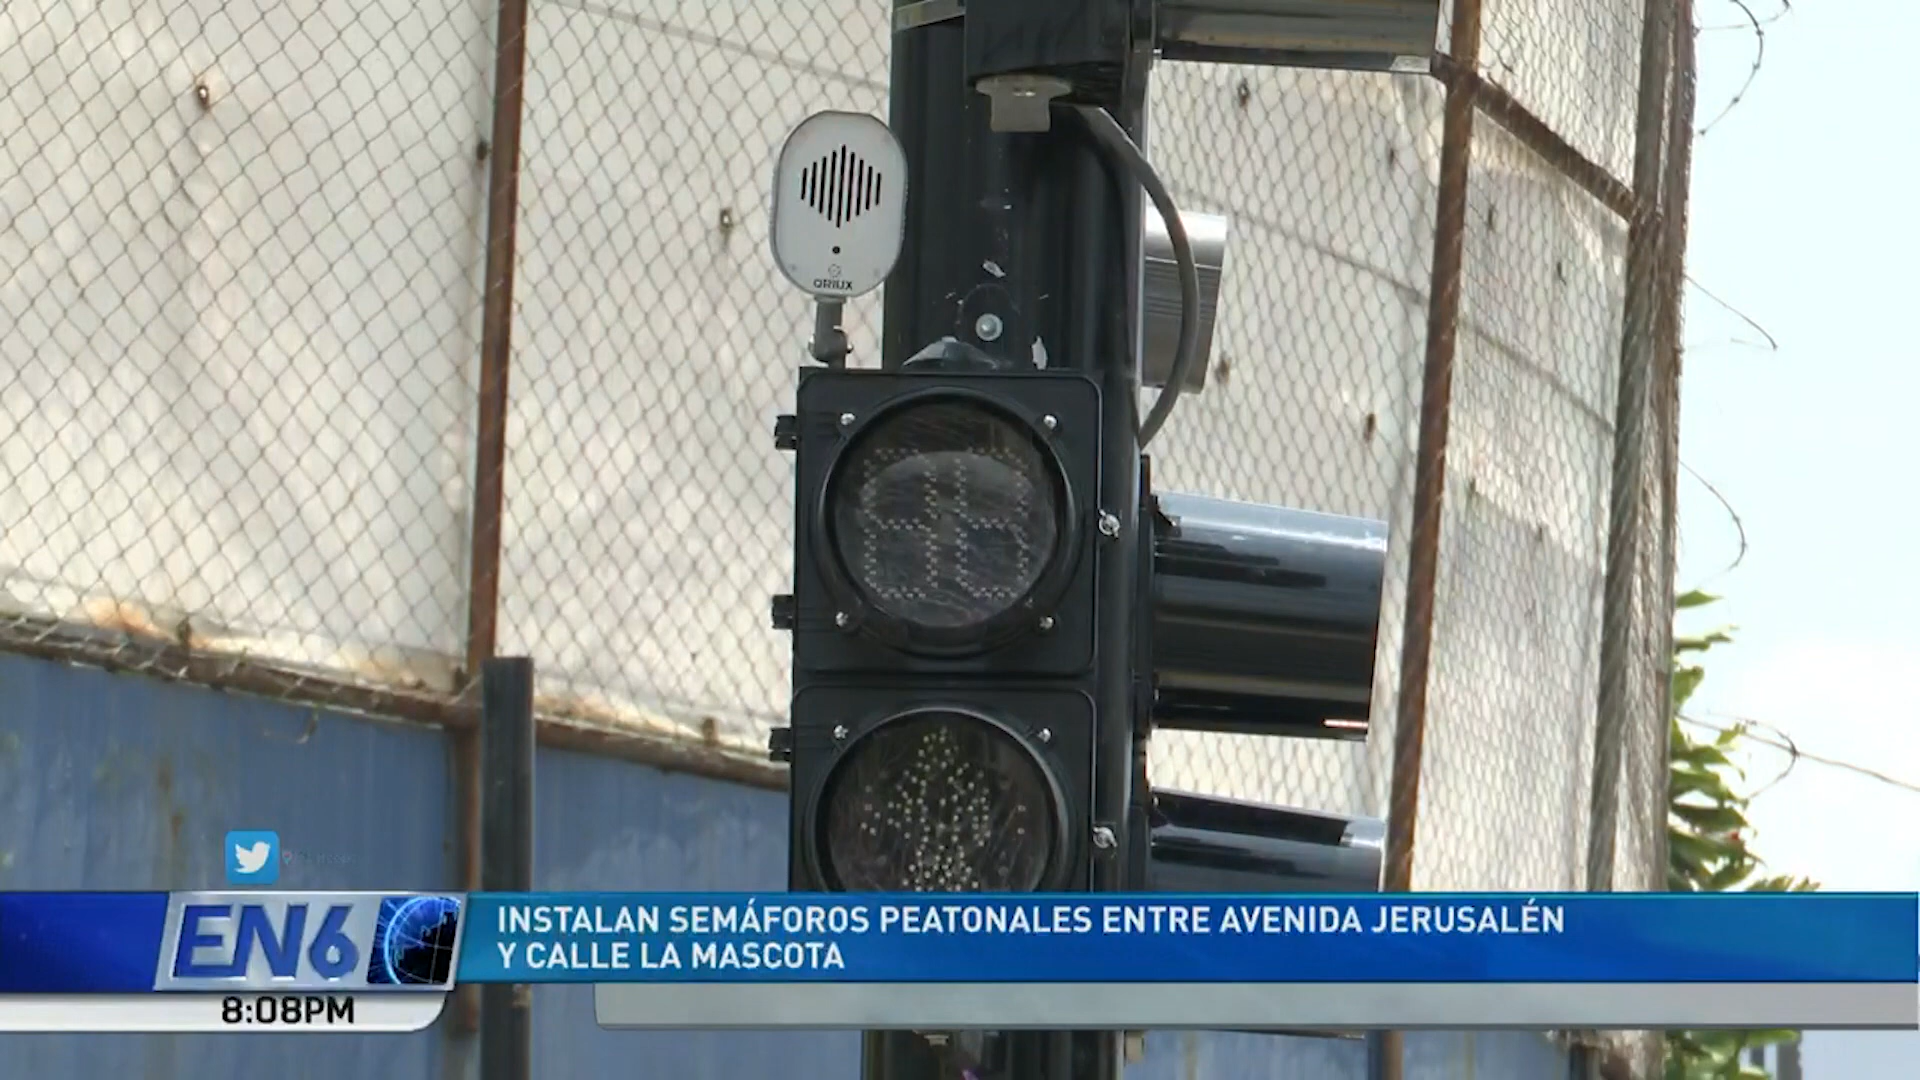 ORIUX
INSTALAN SEMÁFOROS PEATONALES ENTRE AVENIDA JERUSALÉN
Y CALLE LA MASCOTA
EN6
8:08PM